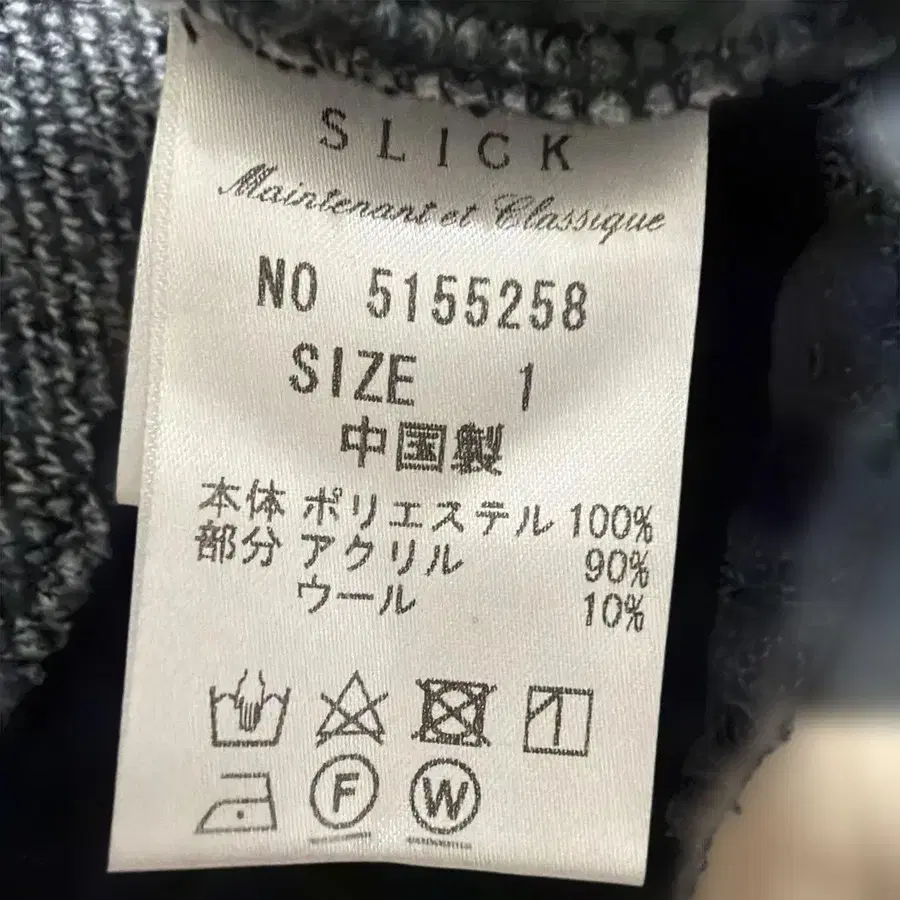 SLICK
Maintenant et Classique
NO 5155258
SIZE 1
中国製
本体 ポリエステル 100%
部分 アクリル 90%
ウール 10%
F W